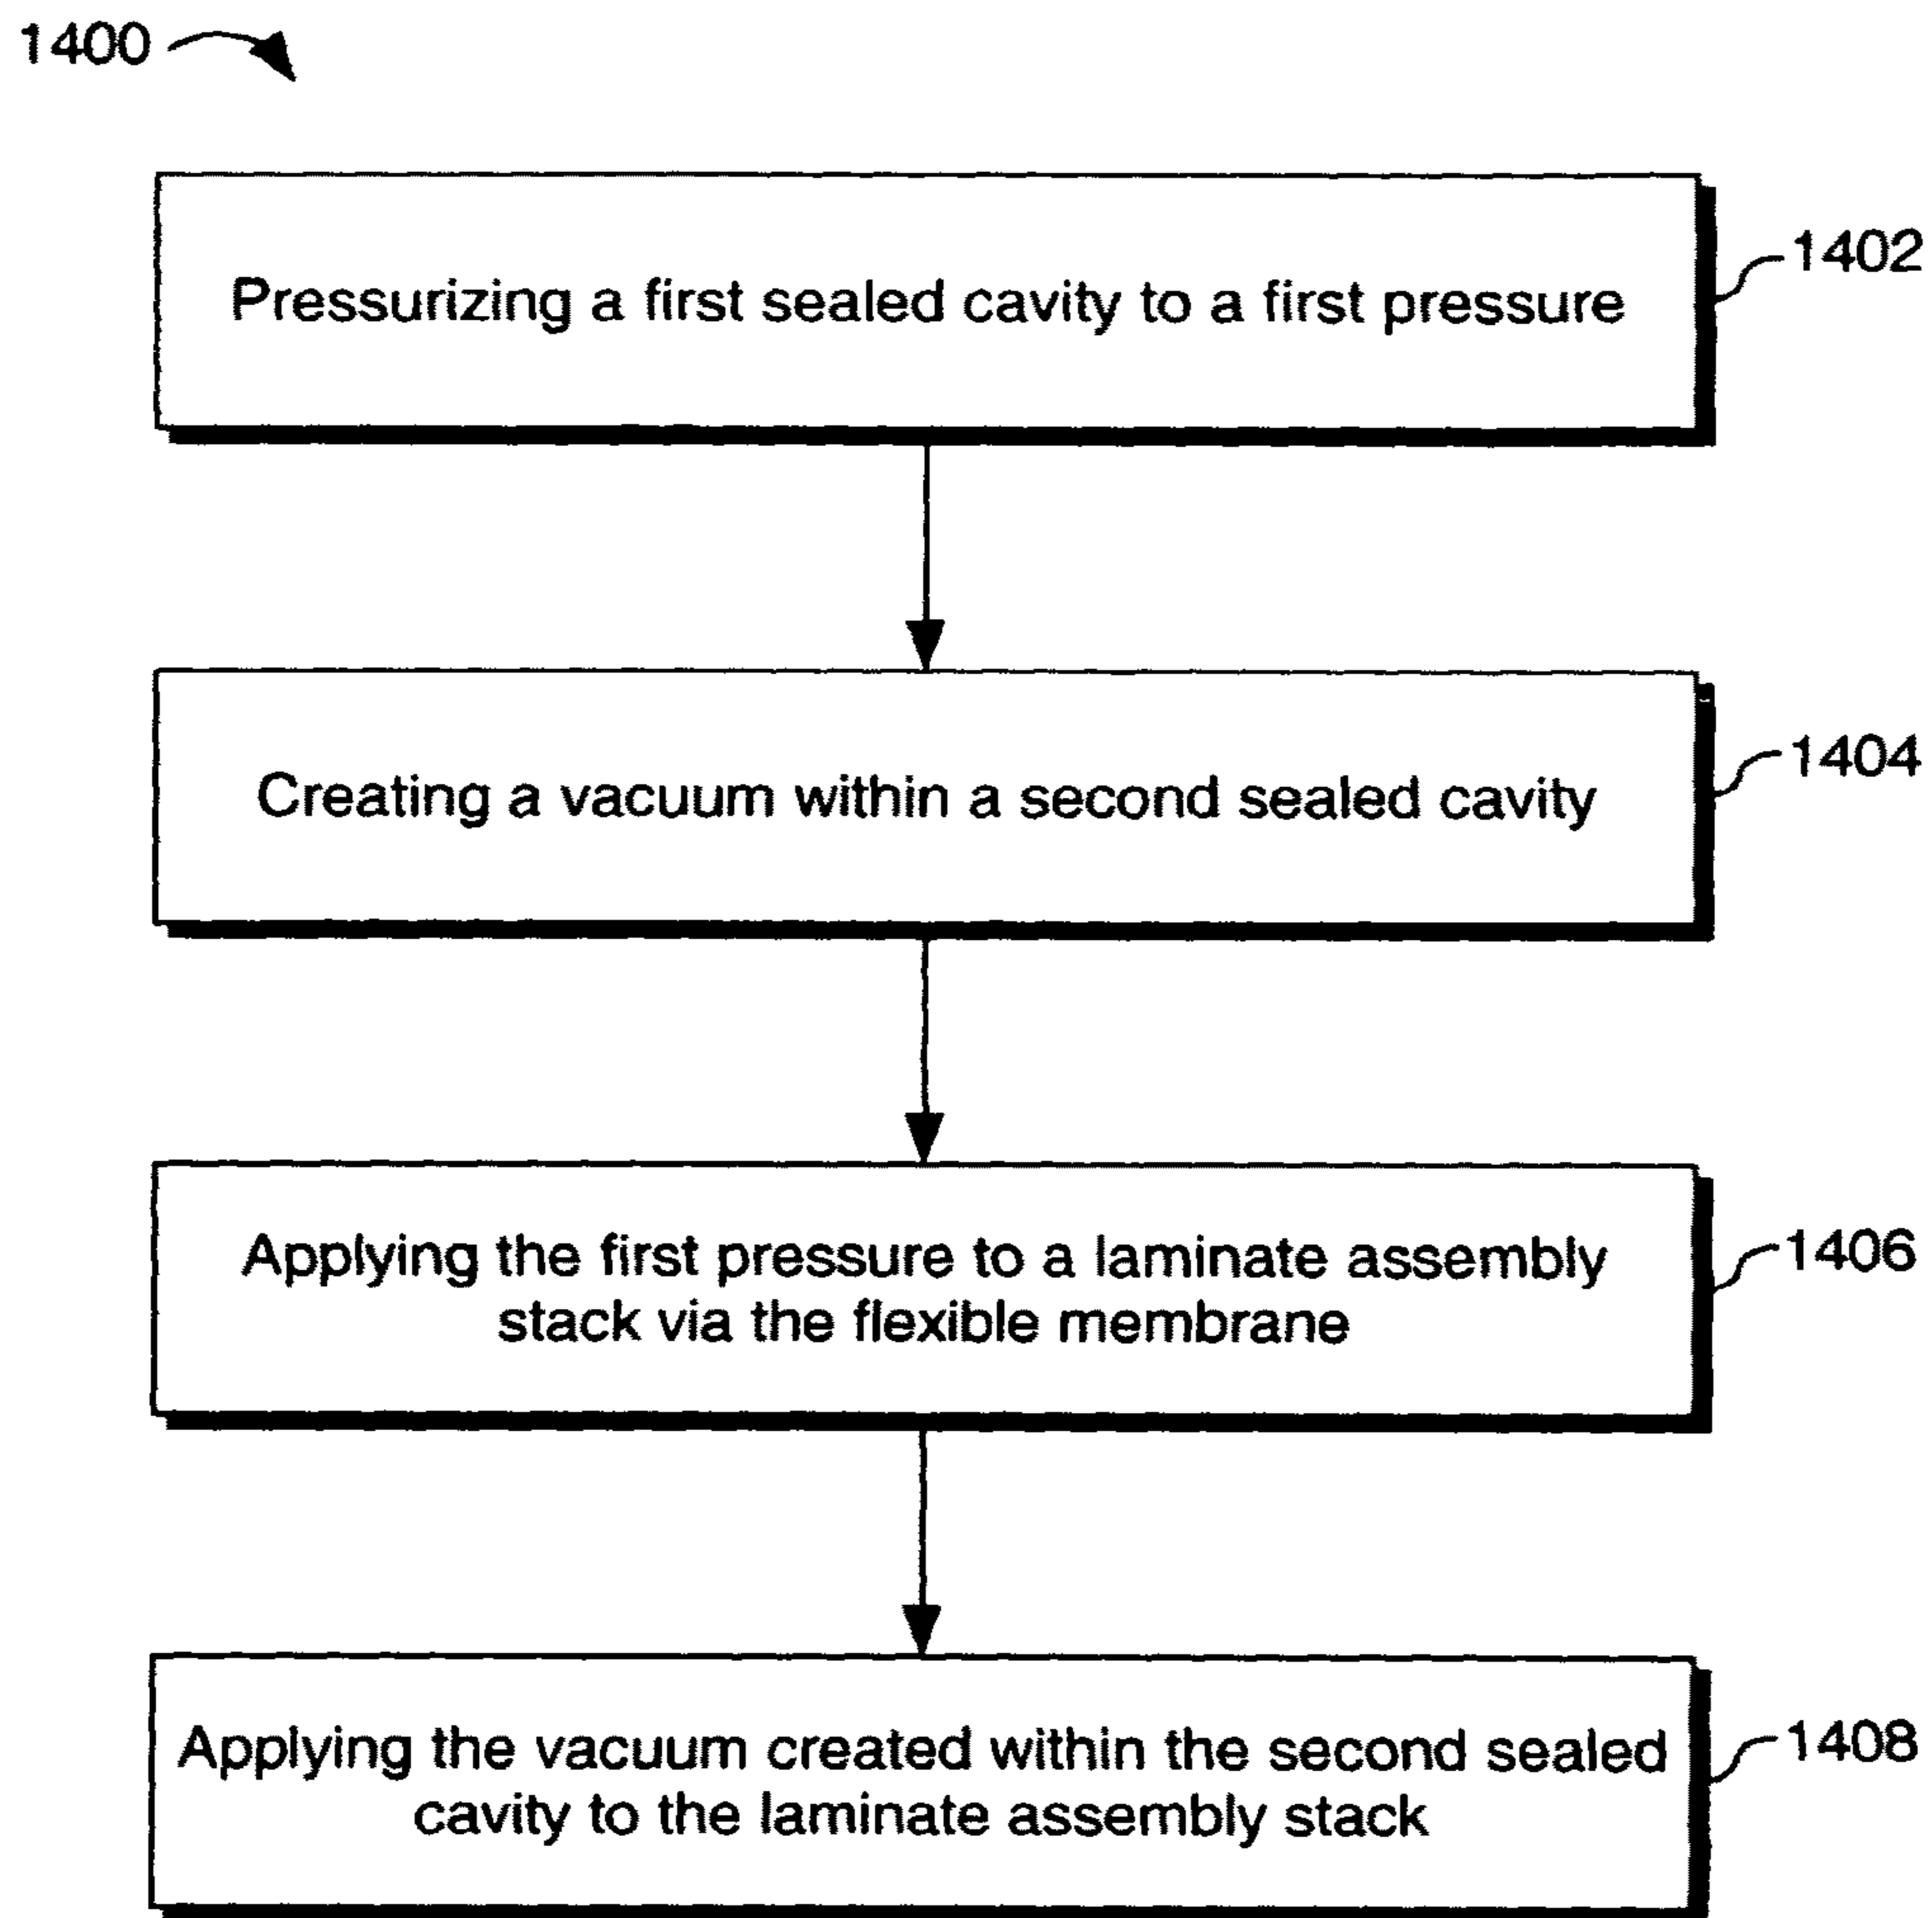 1400
Pressurizing a first sealed cavity to a first pressure
1402
Creating a vacuum within a second sealed cavity
1404
Applying the first pressure to a laminate assembly
stack via the flexible membrane
1406
Applying the vacuum created within the second sealed
cavity to the laminate assembly stack
1408